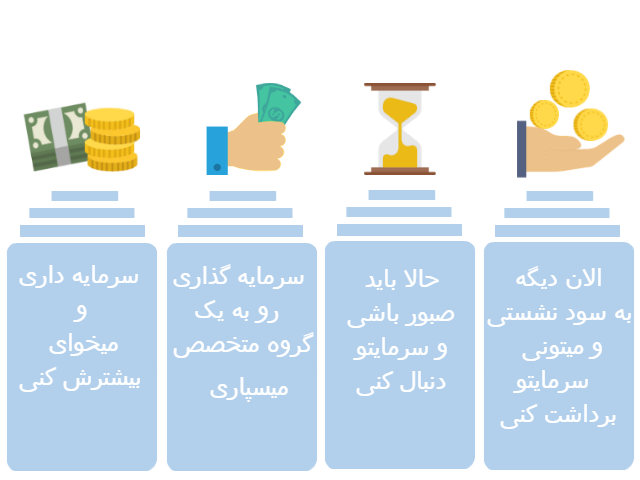 سرمایه داری
و
میخوای
بیشترش کنی
سرمایه گذاری
رو به یک
گروه متخصص
میسپاری
حالا باید
صبور باشی
و سرمایتو
دنبال کنی
الان دیگه
به سود نشستی
و میتونی
سرمایتو
برداشت کنی